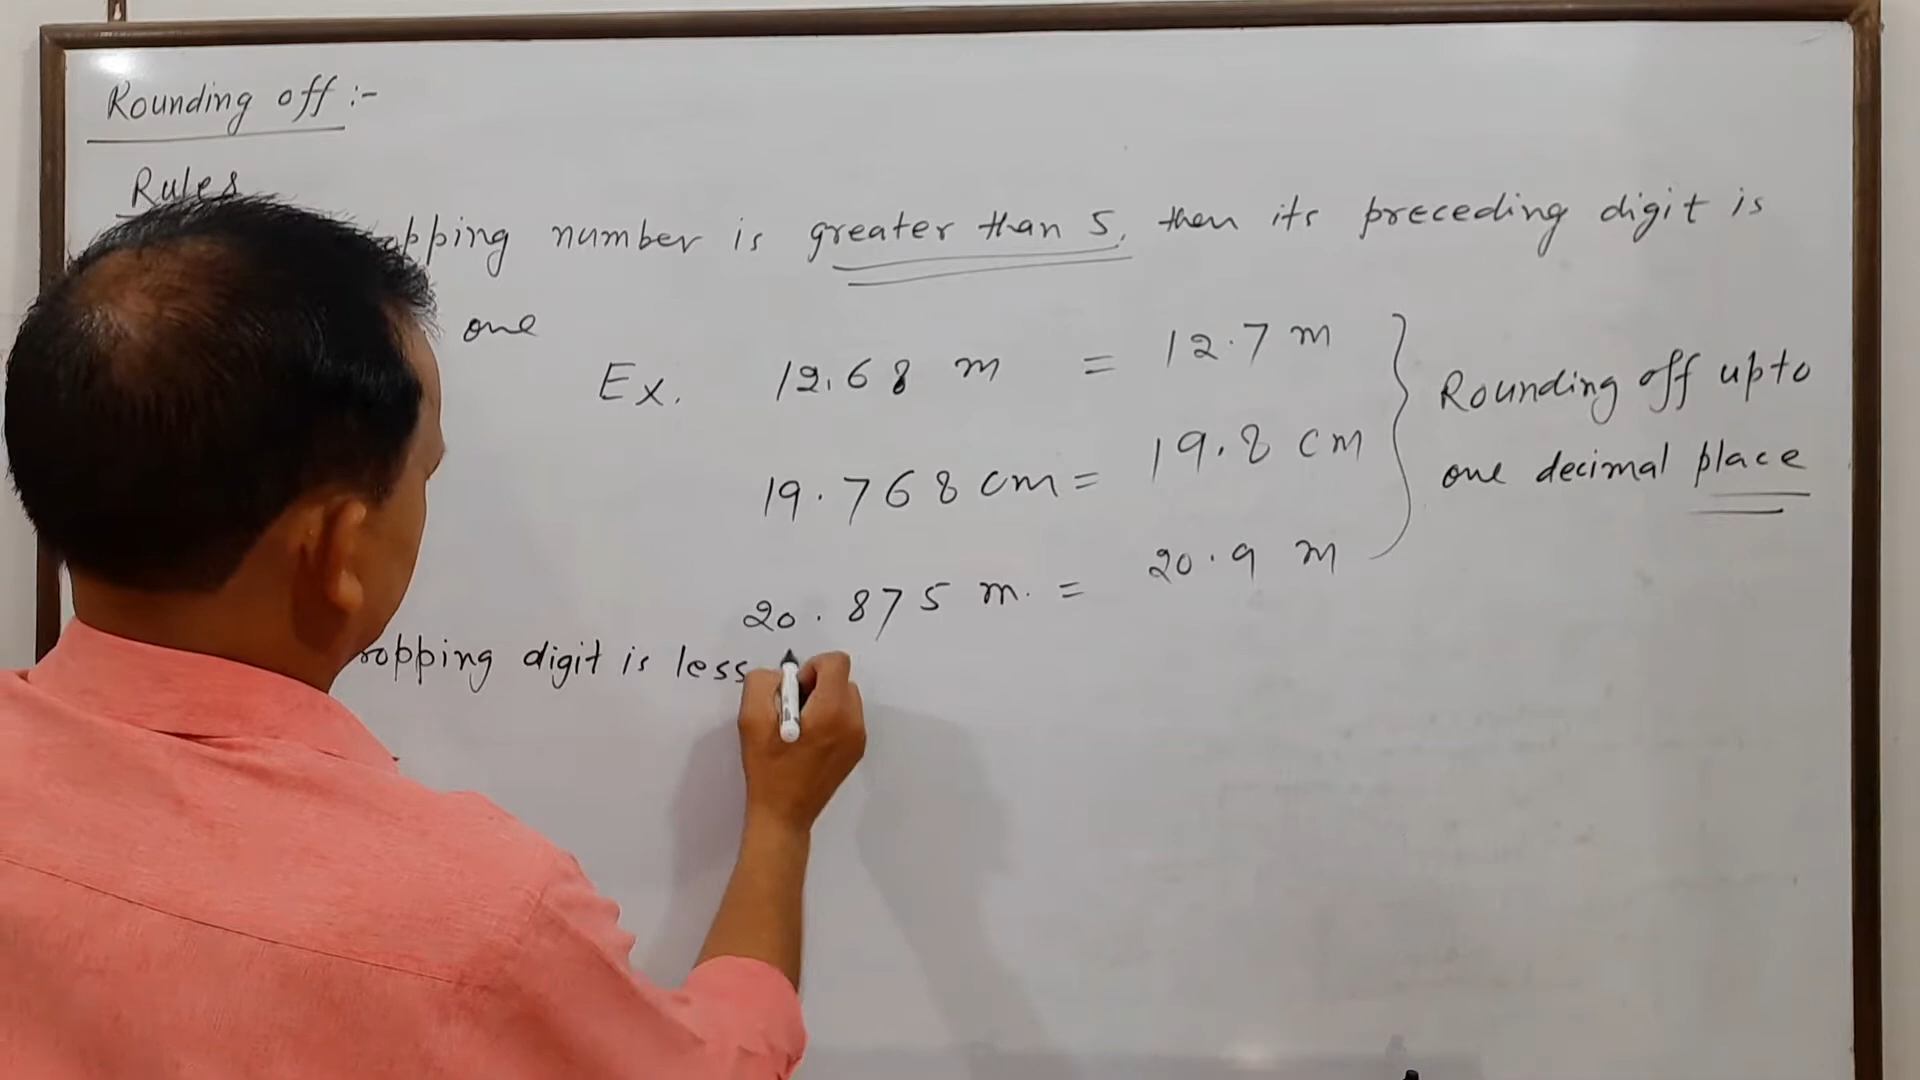 Rounding off :-
Rules
number is greater than 5, then its preceding digit is
one
Ex. 12.68 m = 12.7 m
19.768 cm = 19.8 cm
20.875 m. = 20.9 m
Rounding off upto
one decimal place
digit is less